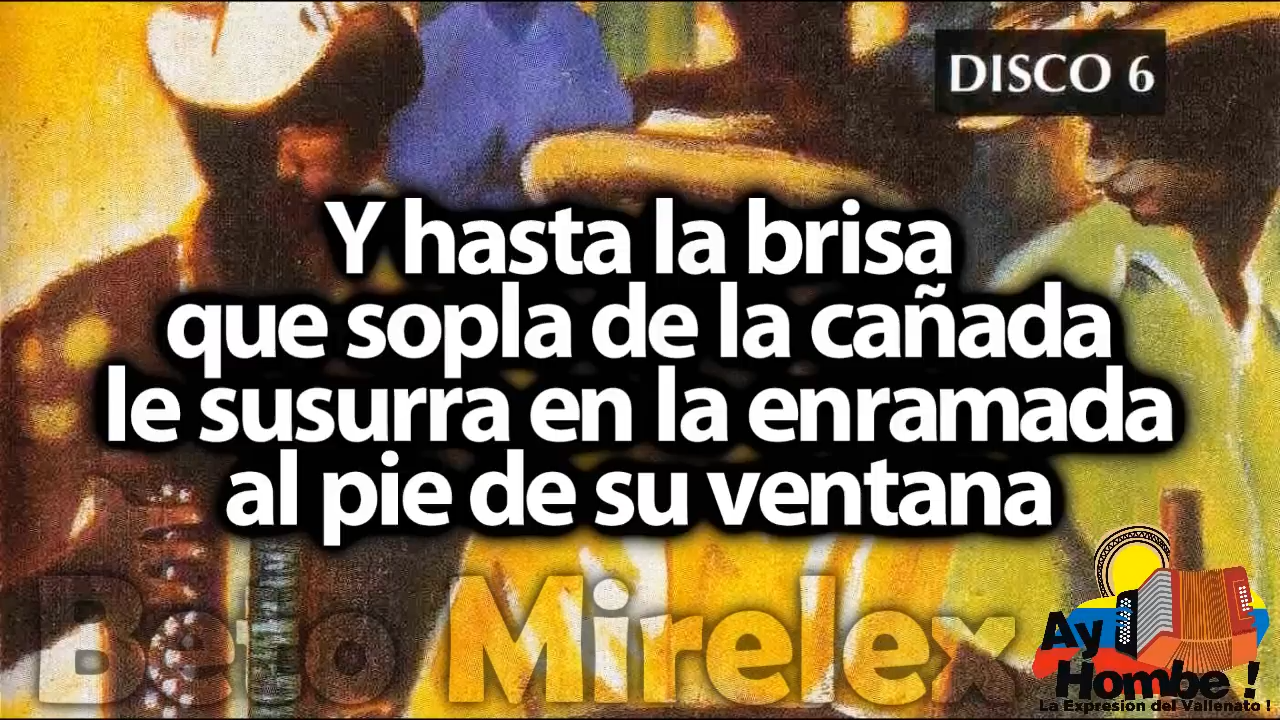 DISCO 6
Y hasta la brisa
que sopla de la cañada
le susurra en la enramada
al pie de su ventana
Beto Mirelex
Ay
Hombe !
La Expresion del Vallenato !